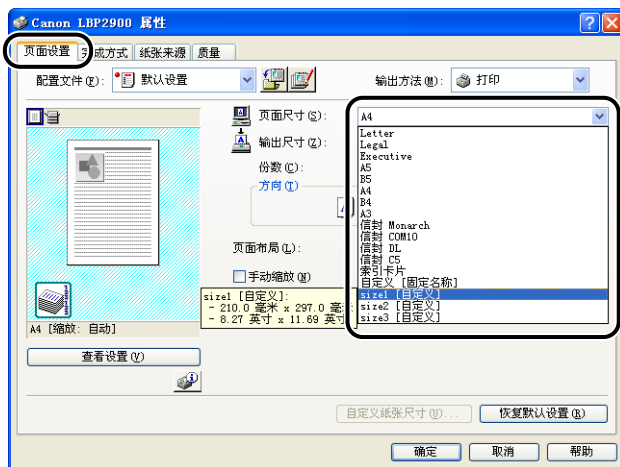 Canon LBP2900 属性
页面设置 完成方式 纸张来源 质量
配置文件(F): 默认设置 输出方法(M): 打印
页面尺寸(S): A4
输出尺寸(Z):
份数(C):
方向(T)
A
页面布局(L):
手动缩放(N)
Letter
Legal
Executive
A5
B5
A4
B4
A3
信封 Monarch
信封 COM10
信封 DL
信封 C5
索引卡片
自定义 [固定名称]
size1 [自定义]
size2 [自定义]
size3 [自定义]
size1 [自定义]:
- 210.0 毫米 x 297.0 毫
- 8.27 英寸 x 11.69 英寸
A4 [缩放: 自动]
查看设置(V)
自定义纸张尺寸(U)... 恢复默认设置(R)
确定 取消 帮助